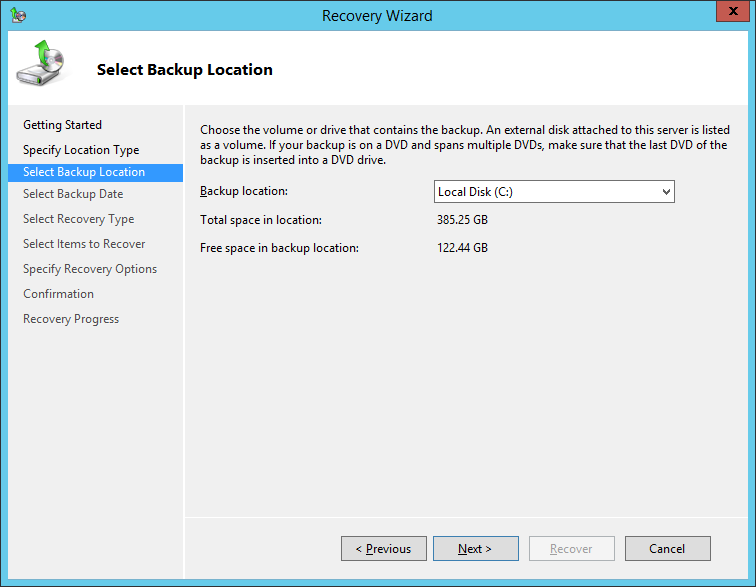 Recovery Wizard
x
Select Backup Location
Getting Started
Specify Location Type
Select Backup Location
Select Backup Date
Select Recovery Type
Select Items to Recover
Specify Recovery Options
Confirmation
Recovery Progress
Choose the volume or drive that contains the backup. An external disk attached to this server is listed
as a volume. If your backup is on a DVD and spans multiple DVDs, make sure that the last DVD of the
backup is inserted into a DVD drive.
Backup location: Local Disk (C:)
Total space in location: 385.25 GB
Free space in backup location: 122.44 GB
< Previous Next > Recover Cancel